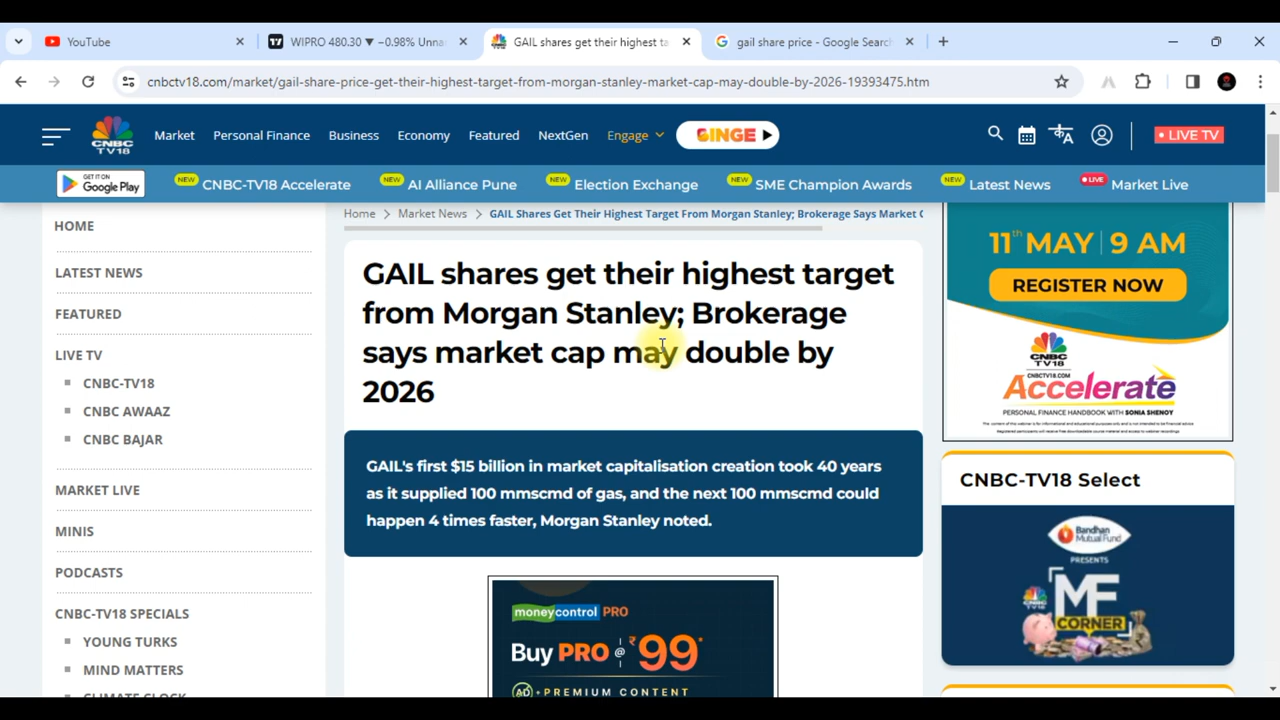 YouTube
WIPRO 480.30 ▼ −0.98% Unna
GAIL shares get their highest ta
gail share price - Google Search
cnbctv18.com/market/gail-share-price-get-their-highest-target-from-morgan-stanley-market-cap-may-double-by-2026-19393475.htm
CNBC TV18
Market
Personal Finance
Business
Economy
Featured
NextGen
Engage
BINGE
LIVE TV
GET IT ON
Google Play
NEW CNBC-TV18 Accelerate
NEW AI Alliance Pune
NEW Election Exchange
NEW SME Champion Awards
NEW Latest News
LIVE Market Live
Home > Market News > GAIL Shares Get Their Highest Target From Morgan Stanley; Brokerage Says Market C
HOME
LATEST NEWS
FEATURED
LIVE TV
CNBC-TV18
CNBC AWAAZ
CNBC BAJAR
MARKET LIVE
MINIS
PODCASTS
CNBC-TV18 SPECIALS
YOUNG TURKS
MIND MATTERS
CLIMATE CLOCK
GAIL shares get their highest target
from Morgan Stanley; Brokerage
says market cap may double by
2026
GAIL's first $15 billion in market capitalisation creation took 40 years
as it supplied 100 mmscmd of gas, and the next 100 mmscmd could
happen 4 times faster, Morgan Stanley noted.
moneycontrol PRO
Buy PRO @ ₹99*
AD + PREMIUM CONTENT
11th MAY | 9 AM
REGISTER NOW
CNBC TV18
CNBCTV18.COM
Accelerate
PERSONAL FINANCE HANDBOOK WITH SONIA SHENOY
CNBC-TV18 Select
Bandhan
Mutual Fund
PRESENTS
MF
CORNER